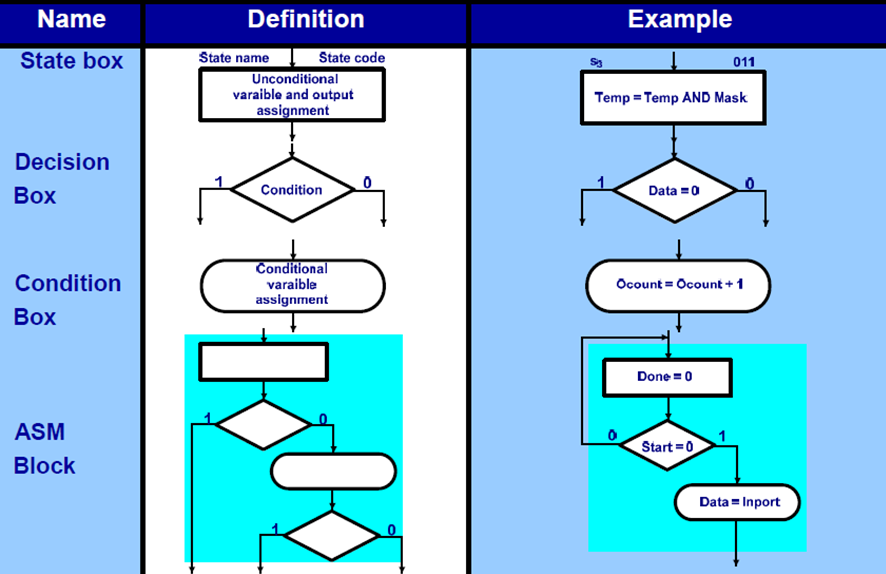 Name
Definition
Example
State box
State name
State code
Unconditional
varaible and output
assignment
s3
011
Temp = Temp AND Mask
Decision
Box
1
Condition
0
1
Data = 0
0
Condition
Box
Conditional
varaible
assignment
0count = 0count + 1
ASM
Block
1
0
1
0
Done = 0
0
Start = 0
1
Data = Inport